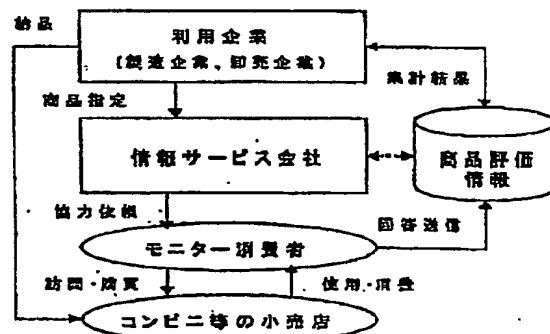 納品
利用企業
(製造企業、卸売企業)
集計結果
商品指定
情報サービス会社
商品評価
情報
協力依頼
回答送信
モニター消費者
訪問・購買
使用・消費
コンビニ等の小売店